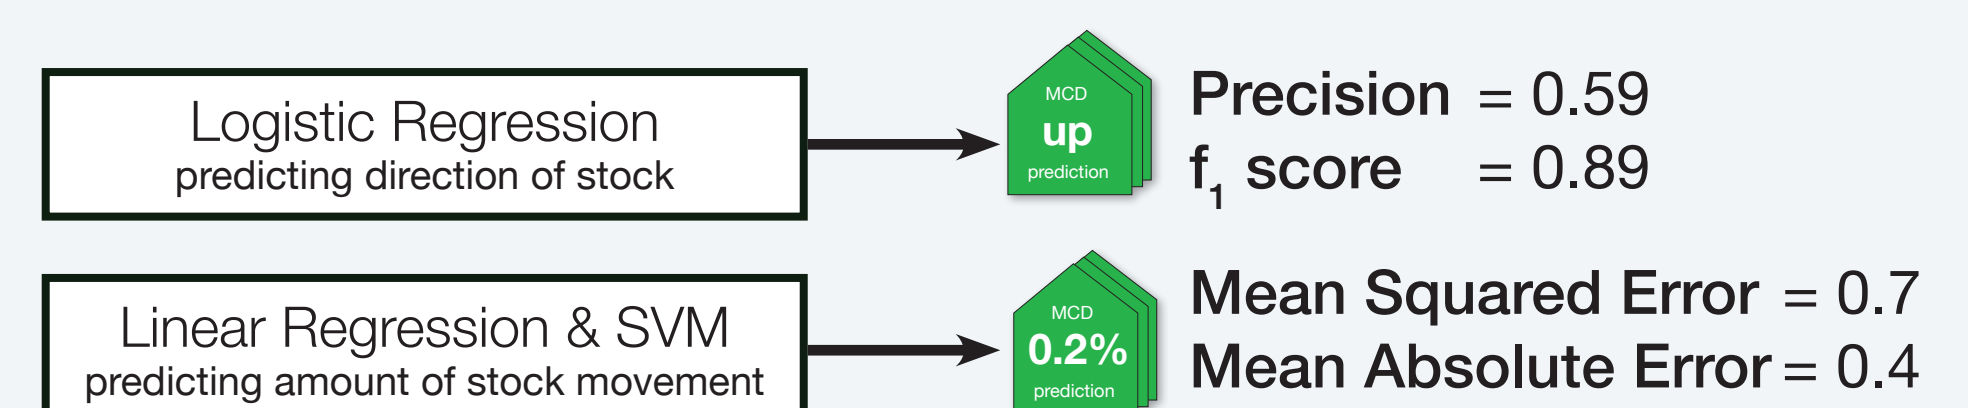 Logistic Regression
predicting direction of stock
MCD
up
prediction
Precision = 0.59
f1 score = 0.89
Linear Regression & SVM
predicting amount of stock movement
MCD
0.2%
prediction
Mean Squared Error = 0.7
Mean Absolute Error = 0.4